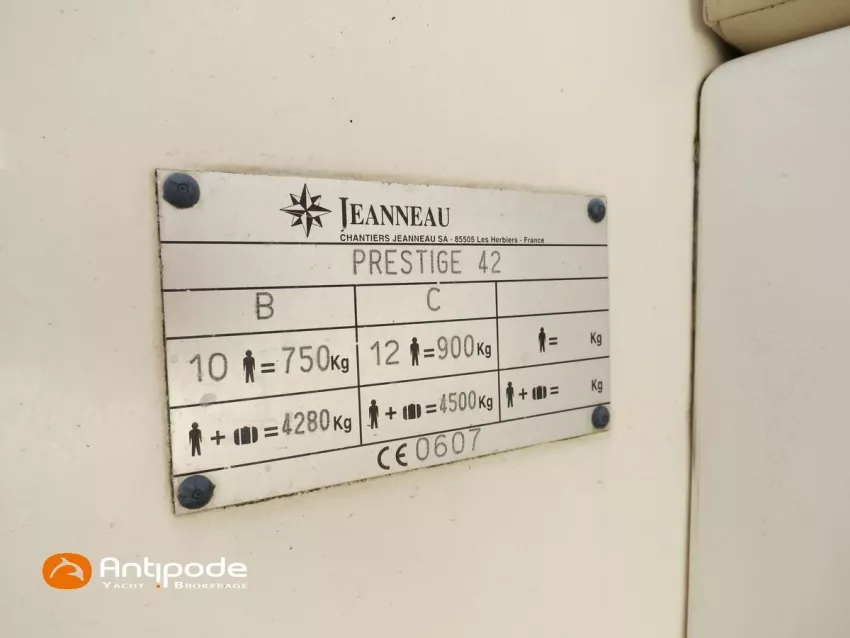 JEANNEAU
CHANTIERS JEANNEAU SA - 85505 Les Herbiers - France
PRESTIGE 42
B C
10 = 750 Kg 12 = 900 Kg = Kg
+ = 4280 Kg + = 4500 Kg + = Kg
CE 0607
Antipode
YACHT BROKERAGE